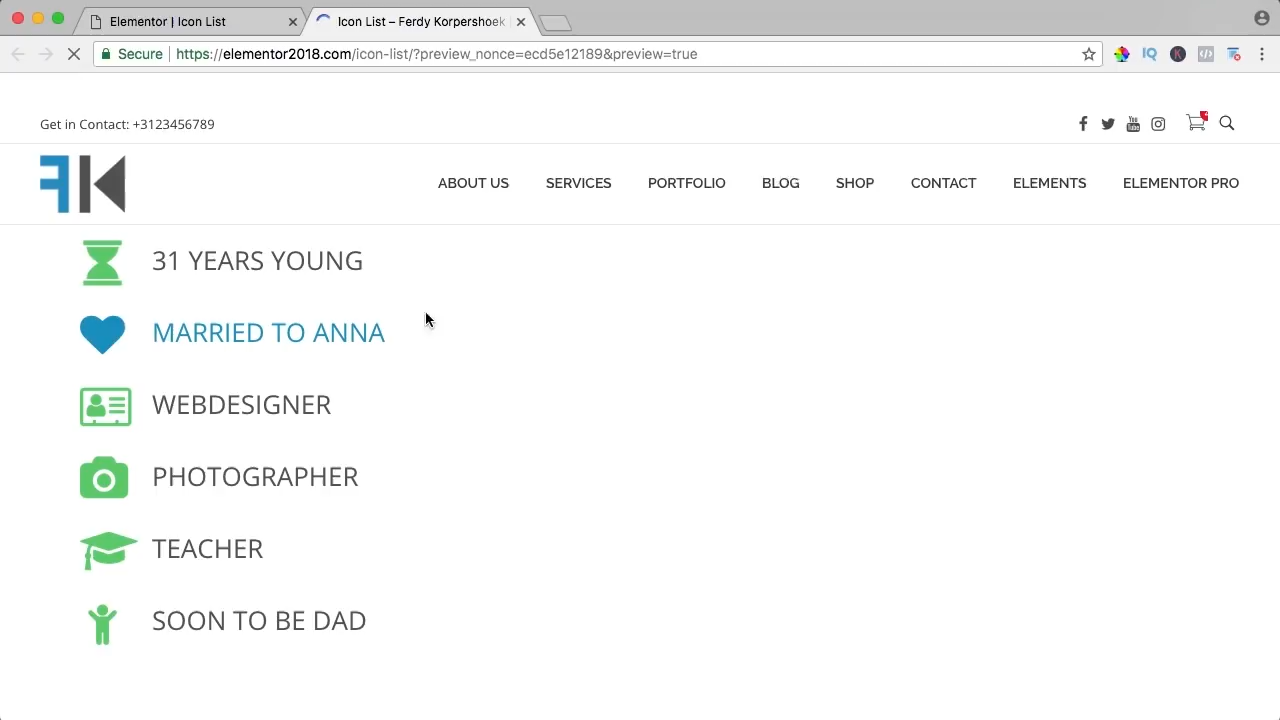 Elementor | Icon List
Icon List – Ferdy Korpershoek
Secure
https://elementor2018.com/icon-list/?preview_nonce=ecd5e12189&preview=true
Get in Contact: +3123456789
FK
ABOUT US SERVICES PORTFOLIO BLOG SHOP CONTACT ELEMENTS ELEMENTOR PRO
31 YEARS YOUNG
MARRIED TO ANNA
WEBDESIGNER
PHOTOGRAPHER
TEACHER
SOON TO BE DAD